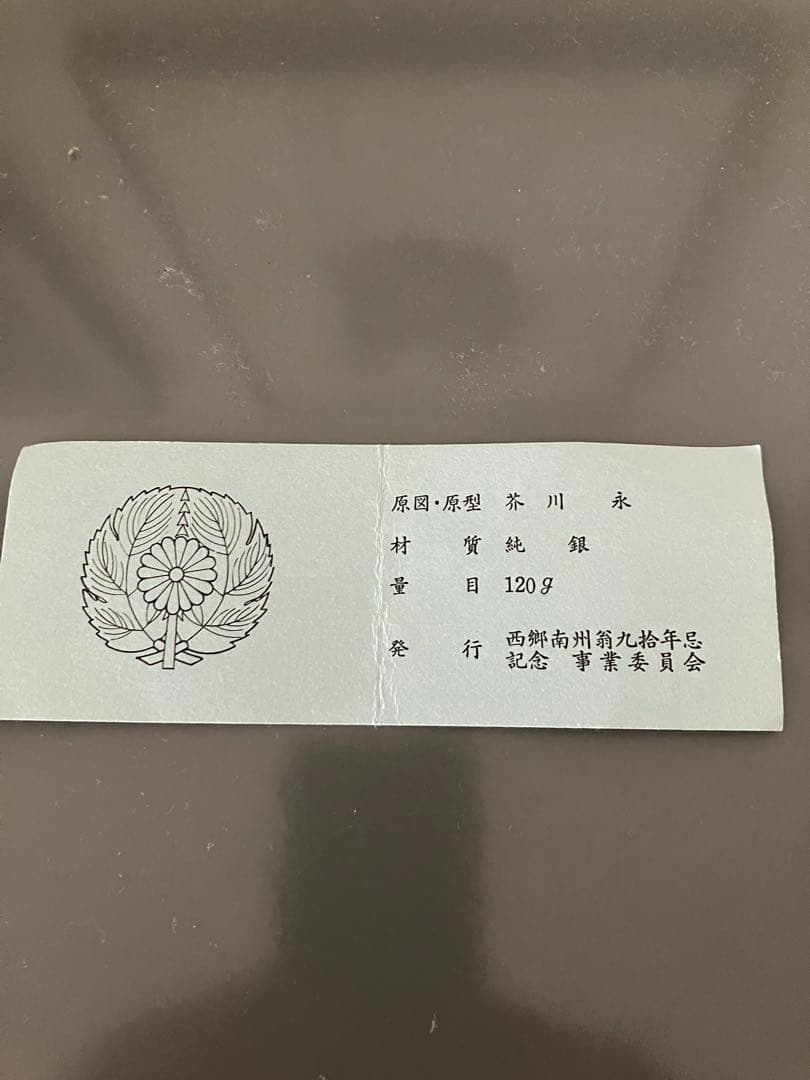 原図・原型 芥川 永
材質 純銀
量目 120g
発行 西郷南州翁九拾年忌
記念 事業委員会